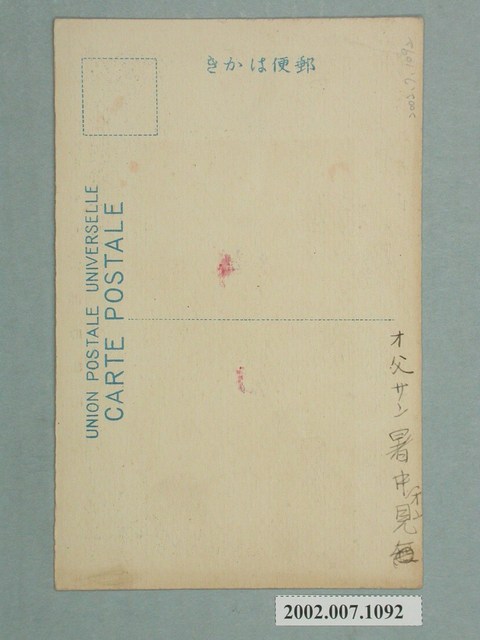 郵便はかき
UNION POSTALE UNIVERSELLE
CARTE POSTALE
オ父サン暑中見
2002.007.1092